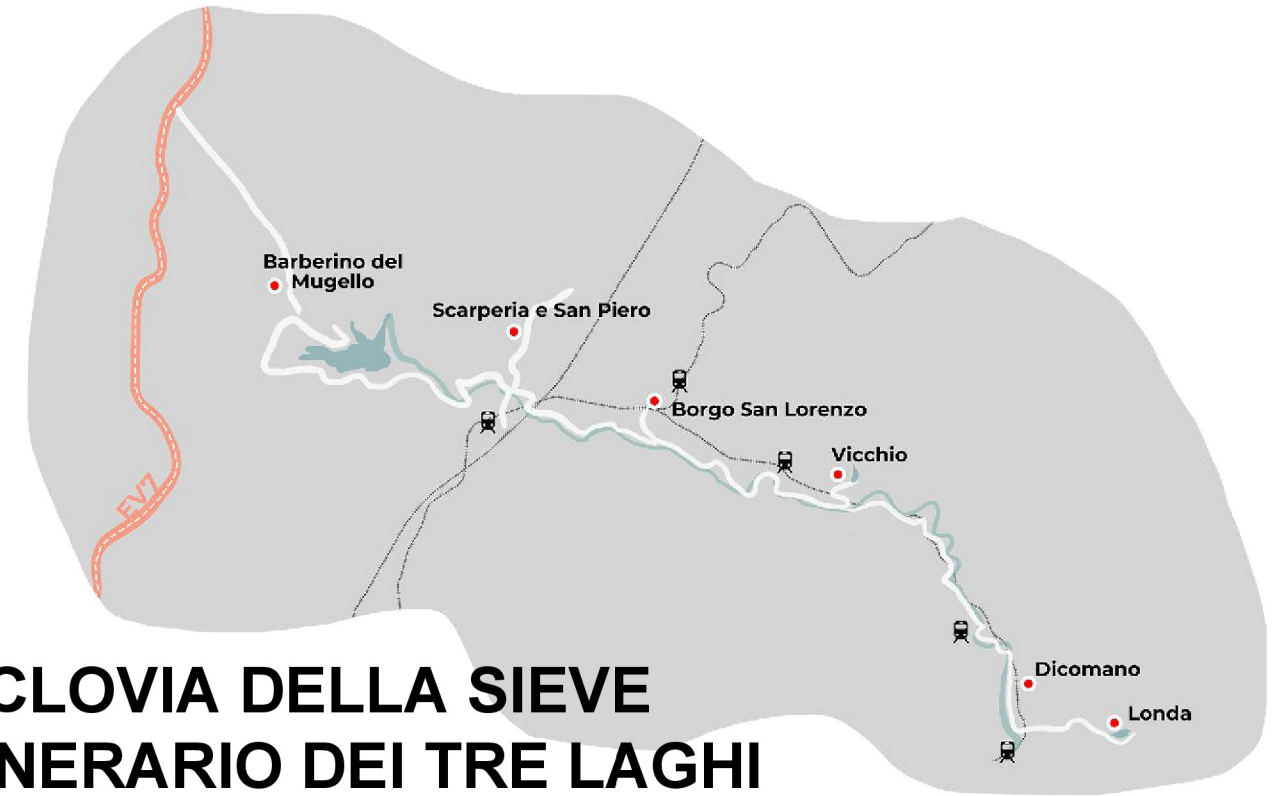 Barberino del
Mugello
Scarperia e San Piero
Borgo San Lorenzo
Vicchio
EV7
Dicomano
Londa
CLOVIA DELLA SIEVE
NERARIO DEI TRE LAGHI